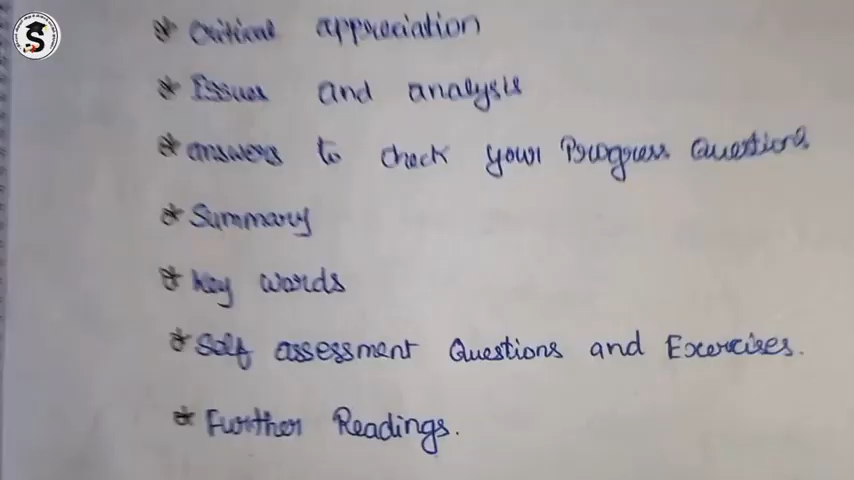 * Critical appreciation
* Issues and analysis
* Answers to check your Progress Questions
* Summary
* Key words
* Self assessment Questions and Exercises.
* Further Readings.
S